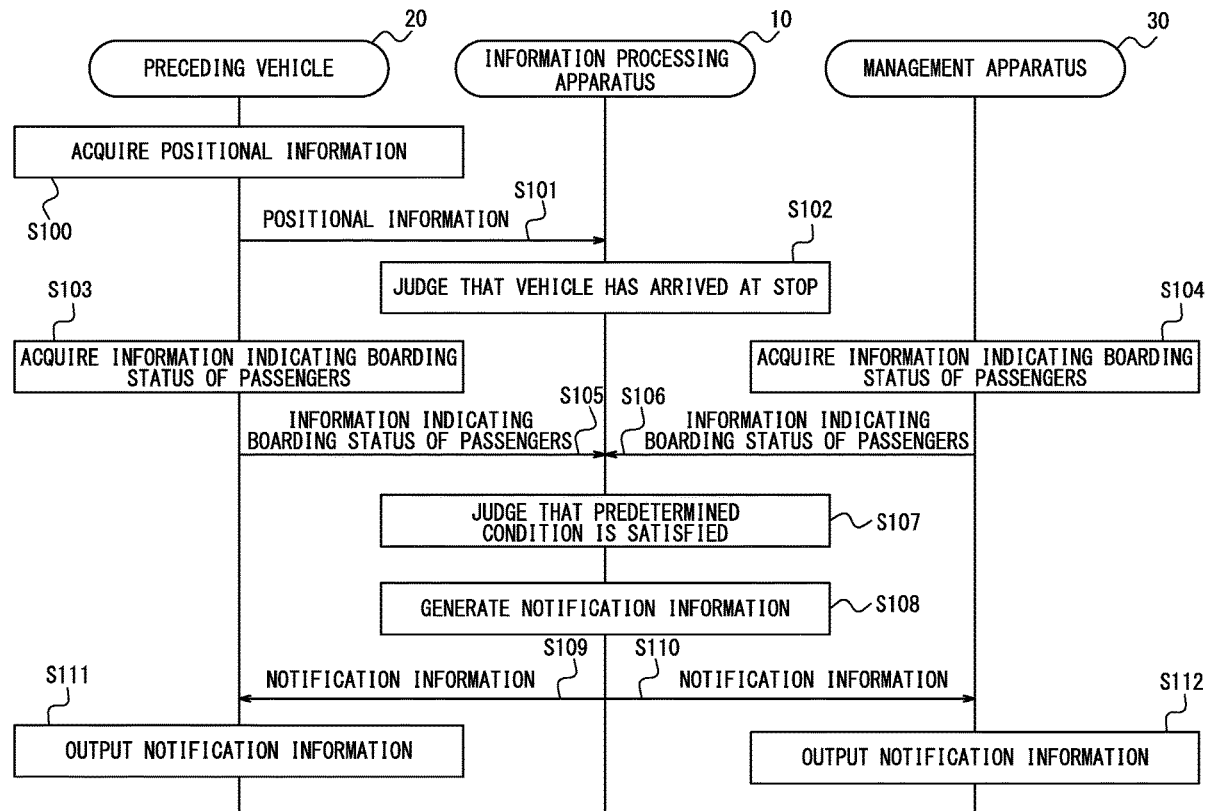 20
10
30
PRECEDING VEHICLE
INFORMATION PROCESSING
APPARATUS
MANAGEMENT APPARATUS
ACQUIRE POSITIONAL INFORMATION
S100
S101
POSITIONAL INFORMATION
S102
JUDGE THAT VEHICLE HAS ARRIVED AT STOP
S103
S104
ACQUIRE INFORMATION INDICATING BOARDING
STATUS OF PASSENGERS
ACQUIRE INFORMATION INDICATING BOARDING
STATUS OF PASSENGERS
S105
S106
INFORMATION INDICATING
BOARDING STATUS OF PASSENGERS
INFORMATION INDICATING
BOARDING STATUS OF PASSENGERS
JUDGE THAT PREDETERMINED
CONDITION IS SATISFIED
S107
GENERATE NOTIFICATION INFORMATION
S108
S109
S110
NOTIFICATION INFORMATION
NOTIFICATION INFORMATION
S111
S112
OUTPUT NOTIFICATION INFORMATION
OUTPUT NOTIFICATION INFORMATION